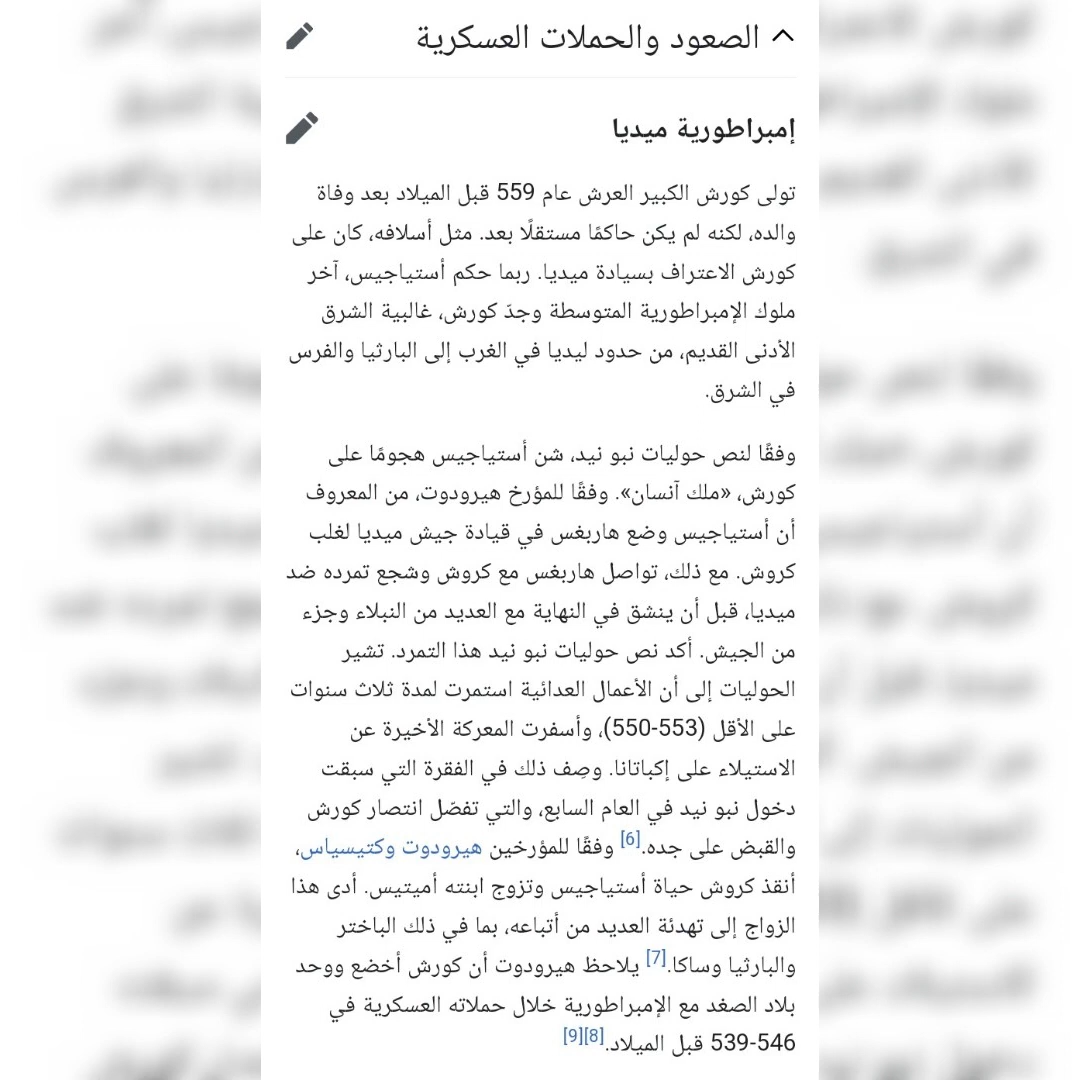 الصعود والحملات العسكرية
إمبراطورية ميديا
تولى كورش الكبير العرش عام 559 قبل الميلاد بعد وفاة
والده، لكنه لم يكن حاكمًا مستقلًا بعد. مثل أسلافه، كان على
كورش الاعتراف بسيادة ميديا. ربما حكم أستياجيس، آخر
ملوك الإمبراطورية المتوسطة وجدّ كورش، غالبية الشرق
الأدنى القديم، من حدود ليديا في الغرب إلى البارثيا والفرس
في الشرق.
وفقًا لنص حوليات نبو نيد، شن أستياجيس هجومًا على
كورش، «ملك آنسان». وفقًا للمؤرخ هيرودوت، من المعروف
أن أستياجيس وضع هاربغس في قيادة جيش ميديا لغلب
كروش. مع ذلك، تواصل هاربغس مع كروش وشجع تمرده ضد
ميديا، قبل أن ينشق في النهاية مع العديد من النبلاء وجزء
من الجيش. أكد نص حوليات نبو نيد هذا التمرد. تشير
الحوليات إلى أن الأعمال العدائية استمرت لمدة ثلاث سنوات
على الأقل (553-550)، وأسفرت المعركة الأخيرة عن
الاستيلاء على إكباتانا. وصِف ذلك في الفقرة التي سبقت
دخول نبو نيد في العام السابع، والتي تفصّل انتصار كورش
والقبض على جده.[6] وفقًا للمؤرخين هيرودوت وكتيسياس،
أنقذ كروش حياة أستياجيس وتزوج ابنته أميتيس. أدى هذا
الزواج إلى تهدئة العديد من أتباعه، بما في ذلك الباختر
والبارثيا وساكا.[7] يلاحظ هيرودوت أن كورش أخضع ووحد
بلاد الصغد مع الإمبراطورية خلال حملاته العسكرية في
546-539 قبل الميلاد.[8][9]